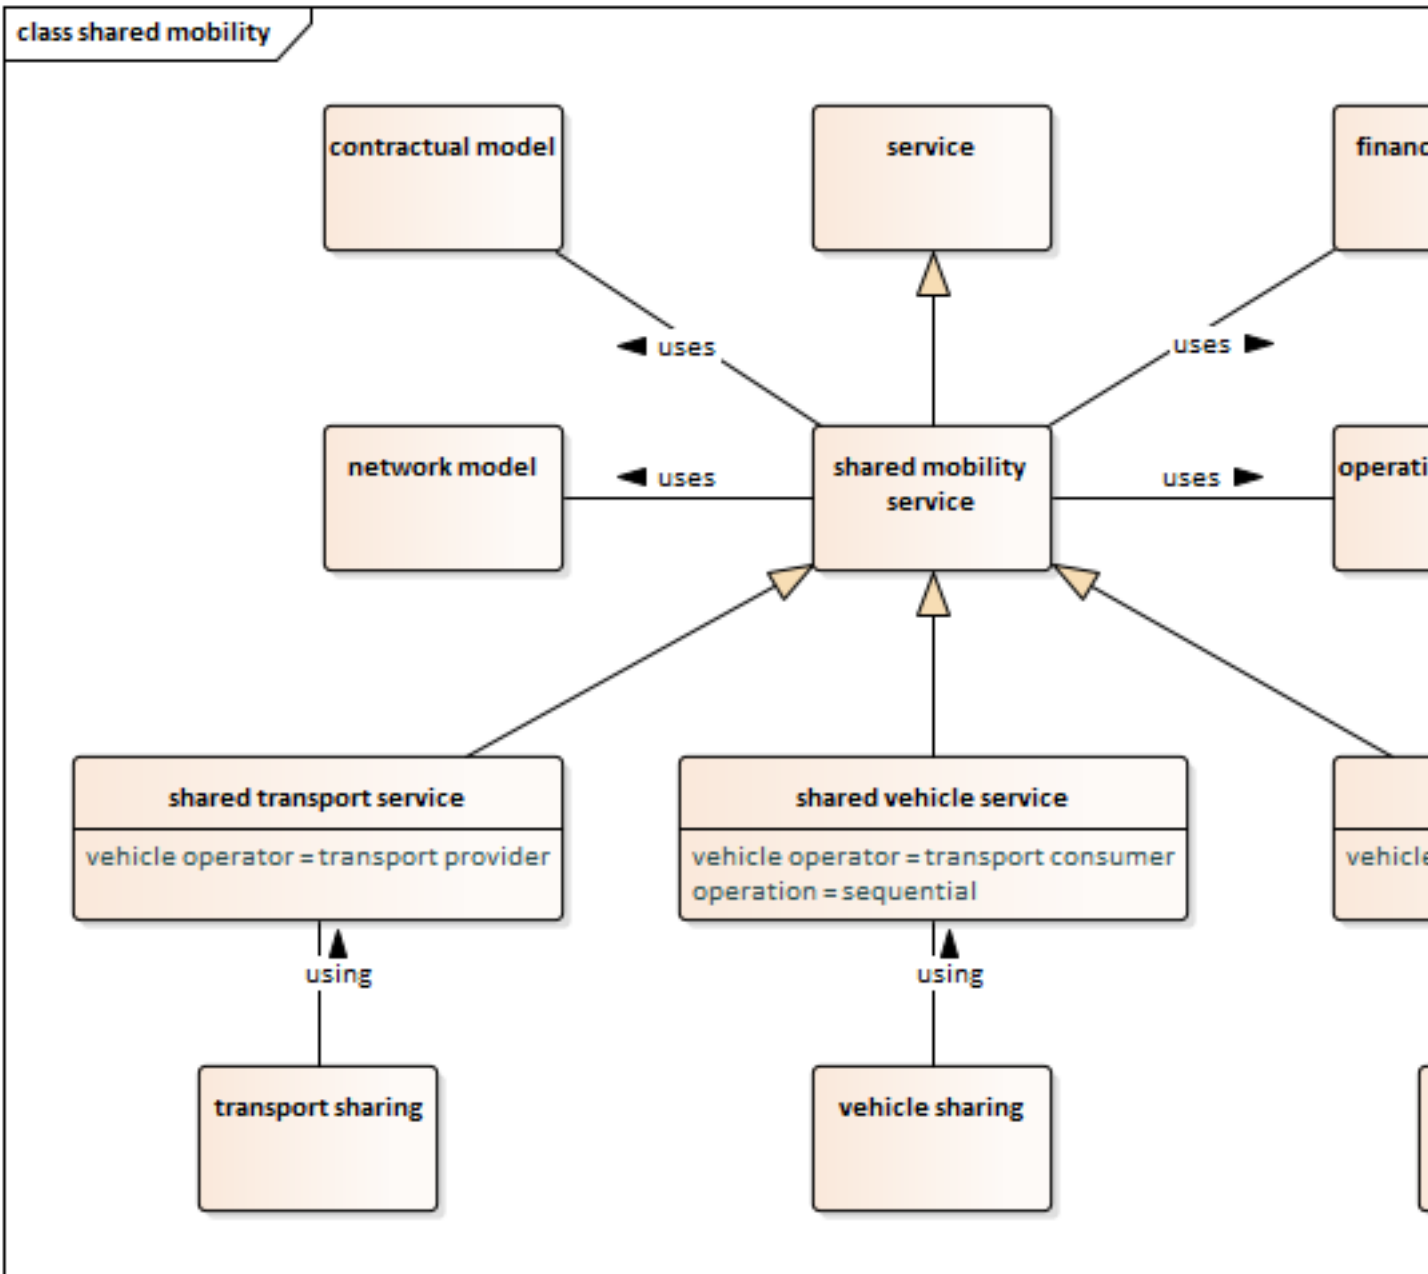 class shared mobility
contractual model
service
uses
uses
network model
uses
shared mobility
service
uses
shared transport service
vehicle operator = transport provider
shared vehicle service
vehicle operator = transport consumer
operation = sequential
using
using
transport sharing
vehicle sharing